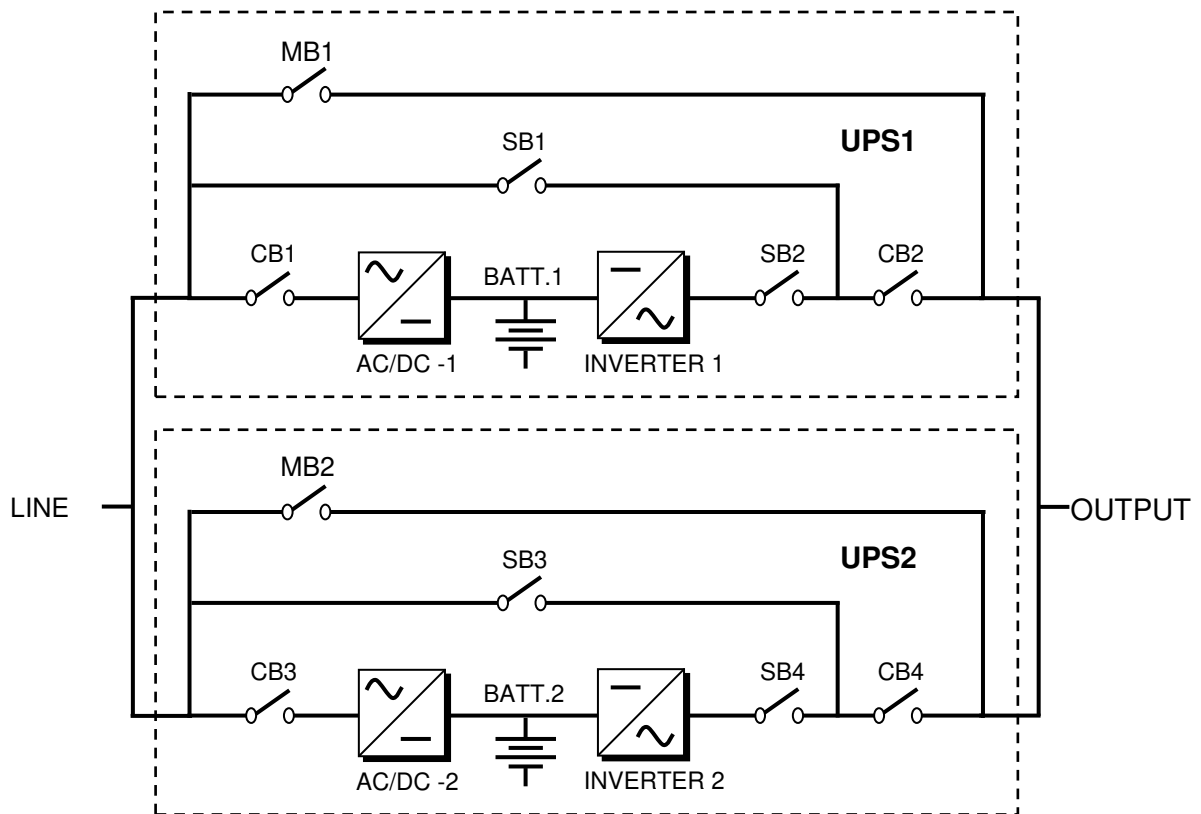 MB1
SB1
UPS1
CB1
BATT.1
SB2
CB2
AC/DC -1
INVERTER 1
MB2
LINE
OUTPUT
SB3
UPS2
CB3
BATT.2
SB4
CB4
AC/DC -2
INVERTER 2